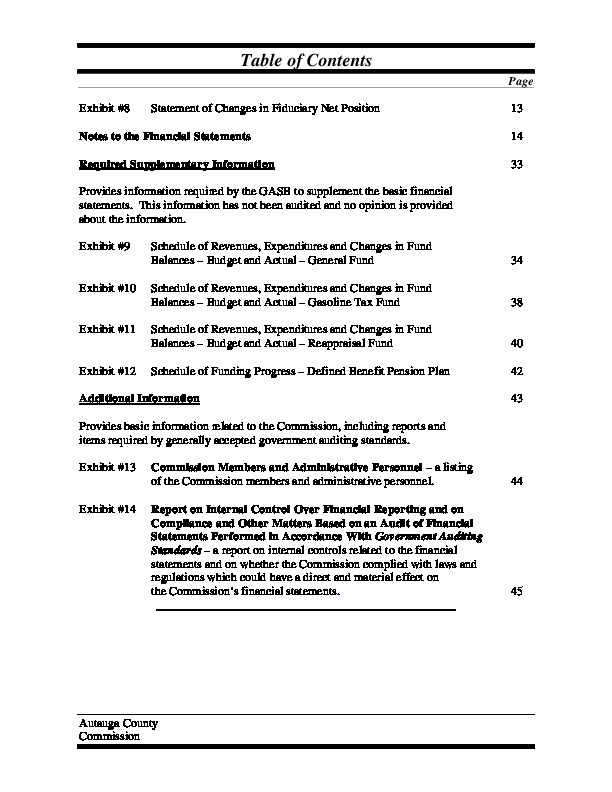 Table of Contents
Page
Exhibit #8 Statement of Changes in Fiduciary Net Position 13
Notes to the Financial Statements 14
Required Supplementary Information 33
Provides information required by the GASB to supplement the basic financial
statements. This information has not been audited and no opinion is provided
about the information.
Exhibit #9 Schedule of Revenues, Expenditures and Changes in Fund
Balances – Budget and Actual – General Fund 34
Exhibit #10 Schedule of Revenues, Expenditures and Changes in Fund
Balances – Budget and Actual – Gasoline Tax Fund 38
Exhibit #11 Schedule of Revenues, Expenditures and Changes in Fund
Balances – Budget and Actual – Reappraisal Fund 40
Exhibit #12 Schedule of Funding Progress – Defined Benefit Pension Plan 42
Additional Information 43
Provides basic information related to the Commission, including reports and
items required by generally accepted government auditing standards.
Exhibit #13 Commission Members and Administrative Personnel – a listing
of the Commission members and administrative personnel. 44
Exhibit #14 Report on Internal Control Over Financial Reporting and on
Compliance and Other Matters Based on an Audit of Financial
Statements Performed in Accordance With Government Auditing
Standards – a report on internal controls related to the financial
statements and on whether the Commission complied with laws and
regulations which could have a direct and material effect on
the Commission's financial statements. 45
Autauga County
Commission